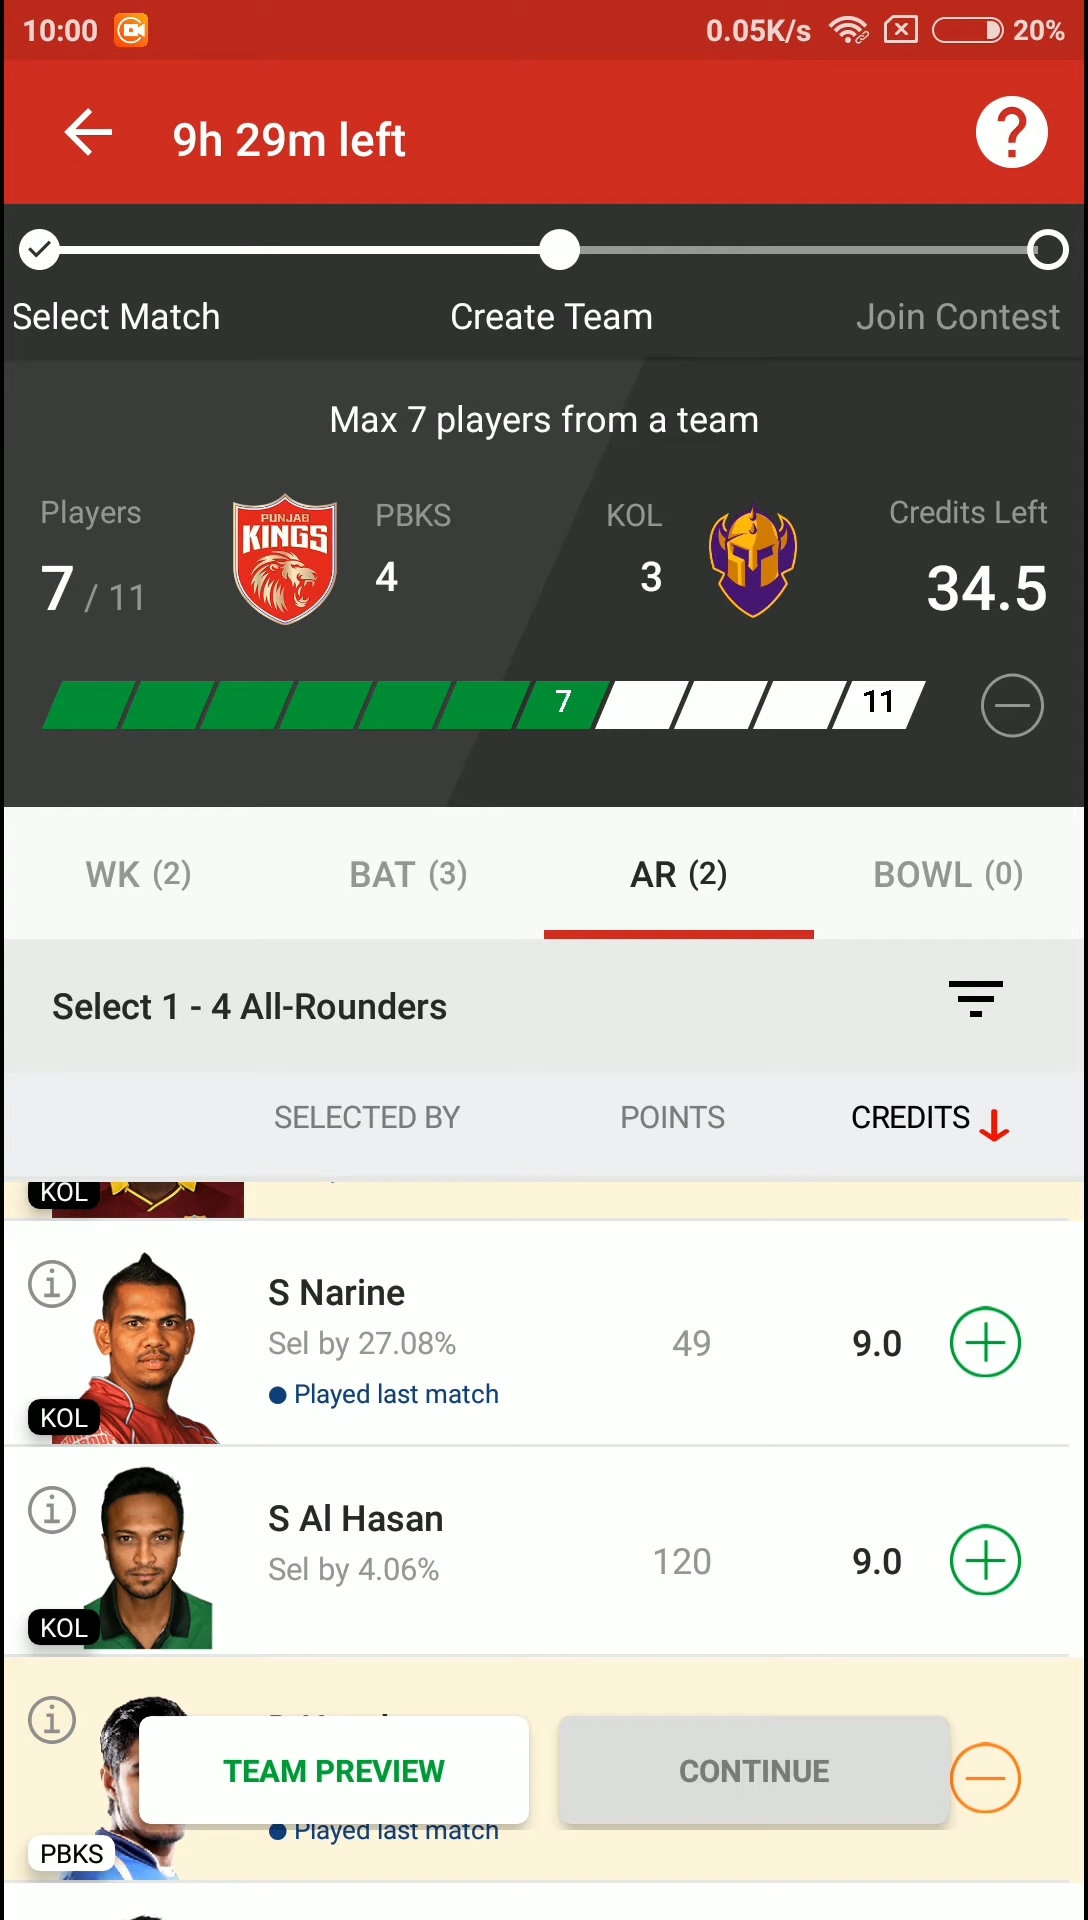 10:00 0.05K/s 20%
9h 29m left ?
Select Match Create Team Join Contest
Max 7 players from a team
Players PBKS KOL Credits Left
PUNJAB
KINGS
7 / 11 4 3 34.5
7 11
WK (2) BAT (3) AR (2) BOWL (0)
Select 1 - 4 All-Rounders
SELECTED BY POINTS CREDITS
KOL
S Narine
Sel by 27.08% 49 9.0
Played last match
KOL
S Al Hasan
Sel by 4.06% 120 9.0
KOL
TEAM PREVIEW CONTINUE
Played last match
PBKS